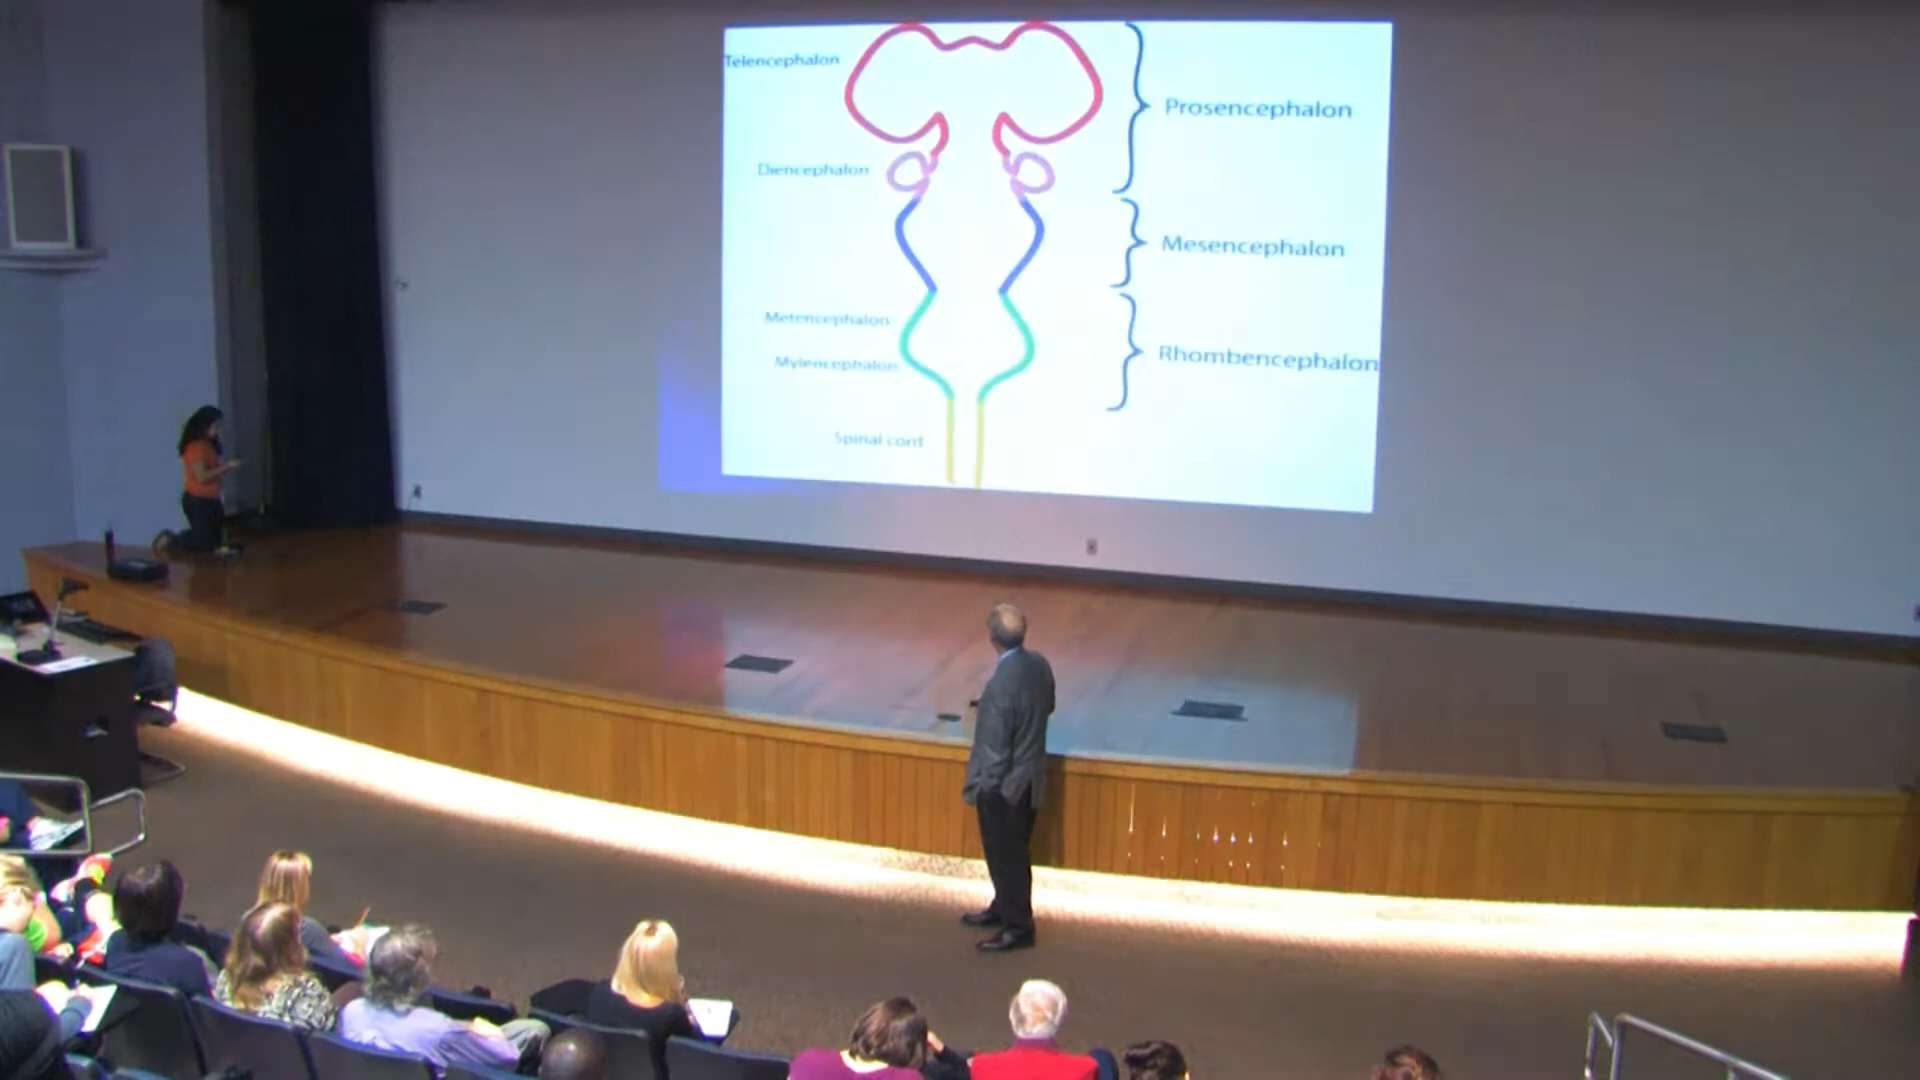 Telencephalon
Prosencephalon
Diencephalon
Mesencephalon
Metencephalon
Mylencephalon
Rhombencephalon
Spinal cord